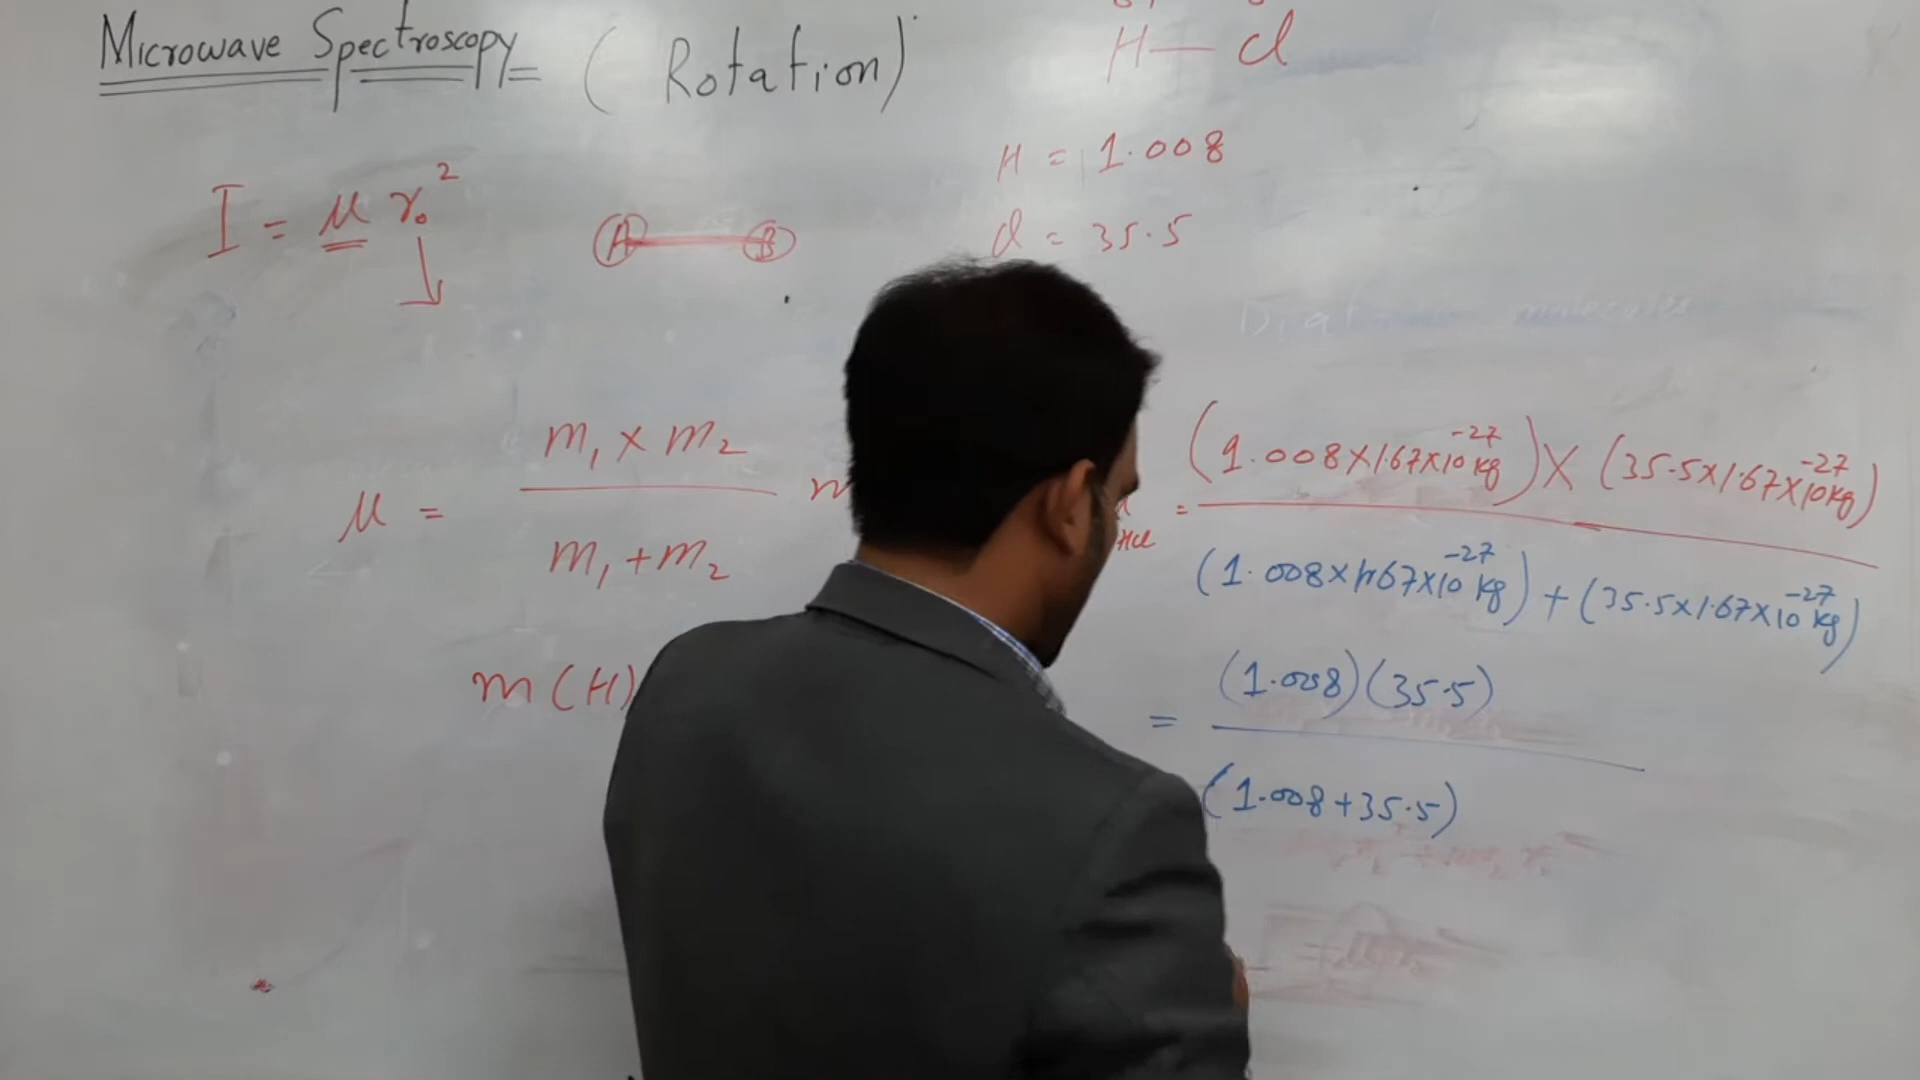 Microwave Spectroscopy (Rotation)
H — Cl
H = 1.008
Cl = 35.5
I = μ r₀²
A B
μ = m₁ × m₂ / m₁ + m₂
m
HCl = (1.008×1.67×10⁻²⁷ kg) × (35.5×1.67×10⁻²⁷ kg)
(1.008×1.67×10⁻²⁷ kg) + (35.5×1.67×10⁻²⁷ kg)
m(H)
= (1.008)(35.5)
(1.008+35.5)